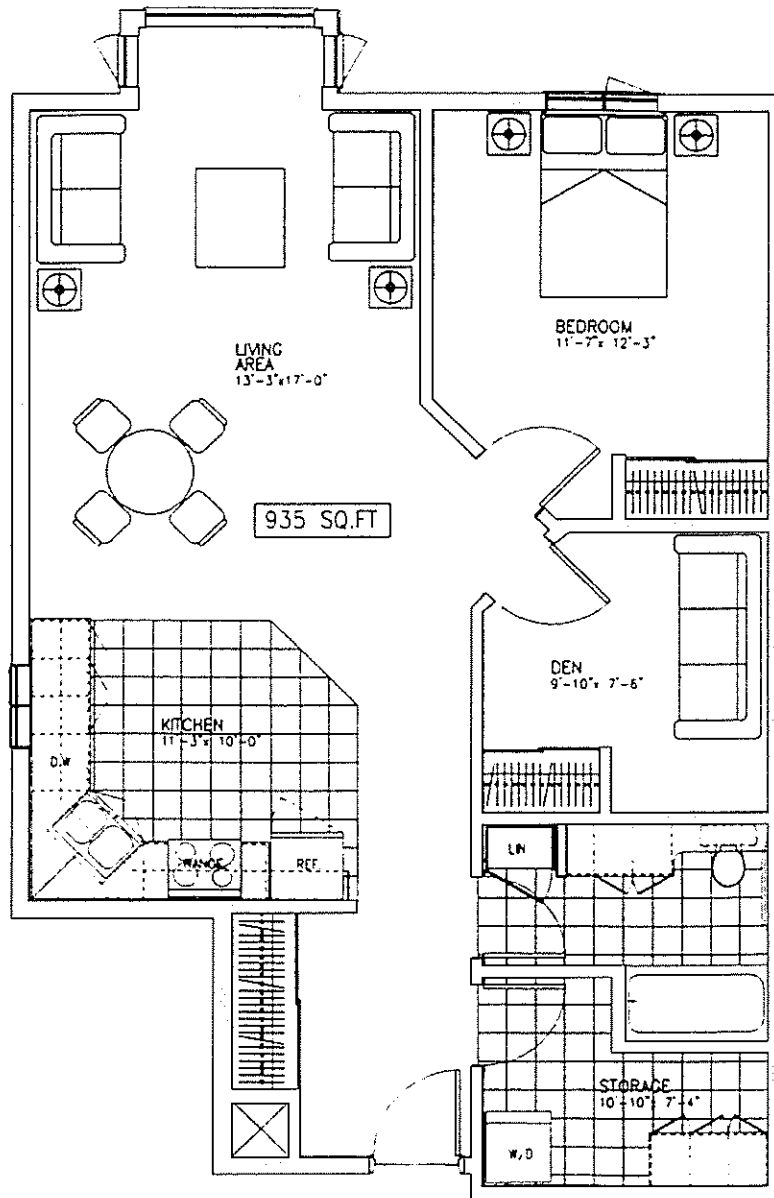 BEDROOM
11'-7"x 12'-3"
LIVING
AREA
13'-3"x17'-0"
935 SQ.FT
DEN
9'-10"x 7'-6"
KITCHEN
11'-3"x 10'-0"
D.W
RANGE
REF.
LIN
STORAGE
10'-10"x 7'-4"
W,D